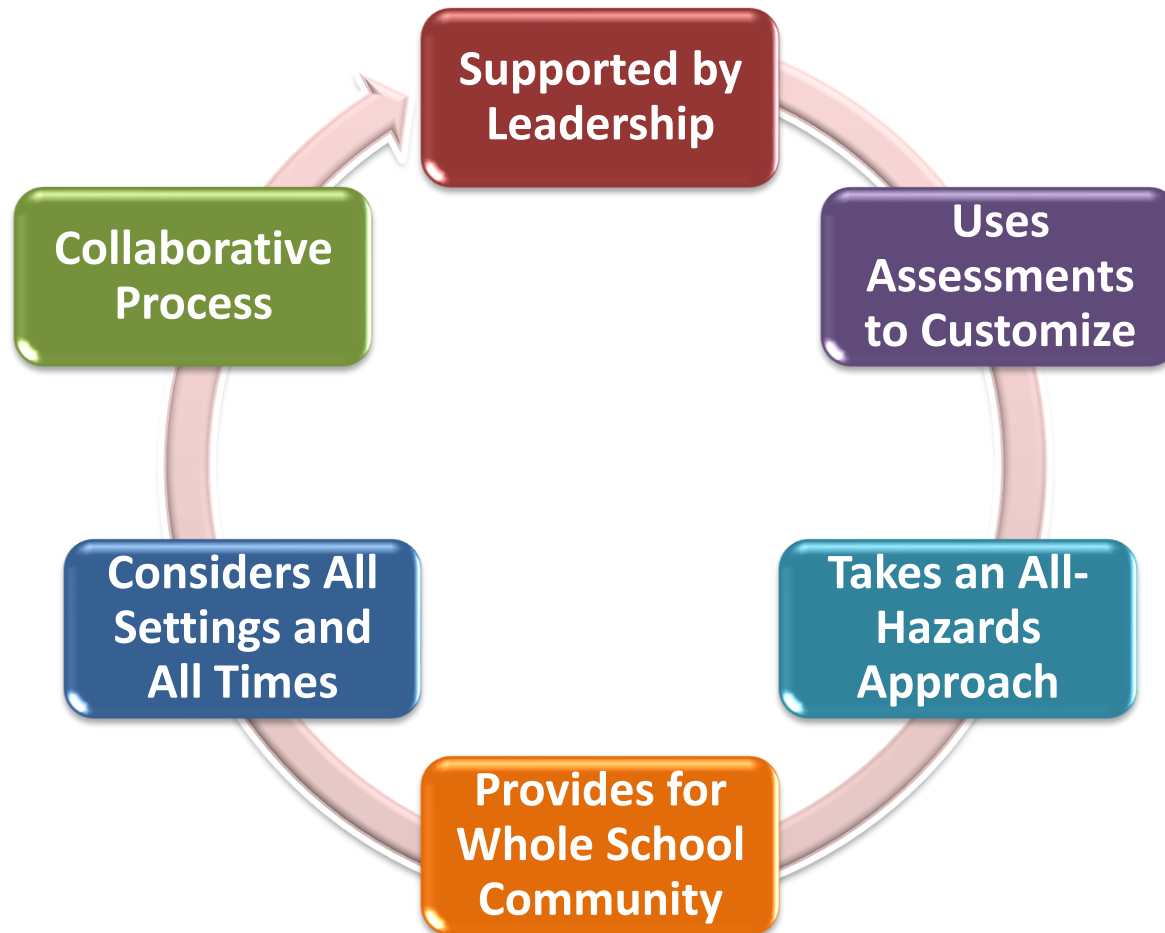 Supported by
Leadership
Uses
Assessments
to Customize
Takes an All-
Hazards
Approach
Provides for
Whole School
Community
Considers All
Settings and
All Times
Collaborative
Process